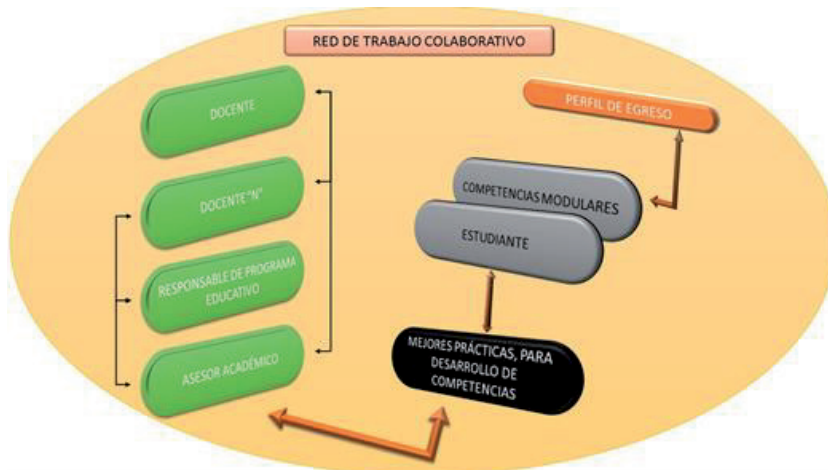 RED DE TRABAJO COLABORATIVO
DOCENTE
PERFIL DE EGRESO
DOCENTE "N"
COMPETENCIAS MODULARES
ESTUDIANTE
RESPONSABLE DE PROGRAMA
EDUCATIVO
MEJORES PRÁCTICAS, PARA
DESARROLLO DE
COMPETENCIAS
ASESOR ACADÉMICO